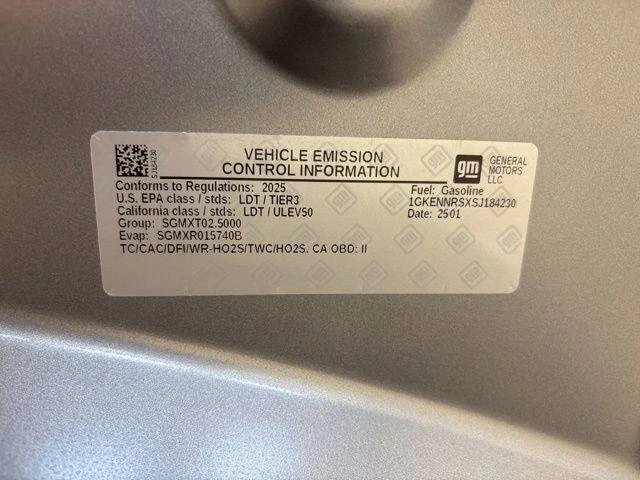 VEHICLE EMISSION
CONTROL INFORMATION
gm
GENERAL
MOTORS
LLC
SJ184230
Conforms to Regulations: 2025
U.S. EPA class / stds: LDT / TIER3
California class / stds: LDT / ULEV50
Group: SGMXT02.5000
Evap: SGMXR015740B
TC/CAC/DFI/WR-HO2S/TWC/HO2S. CA OBD: II
Fuel: Gasoline
1GKENNRSXSJ184230
Date: 2501